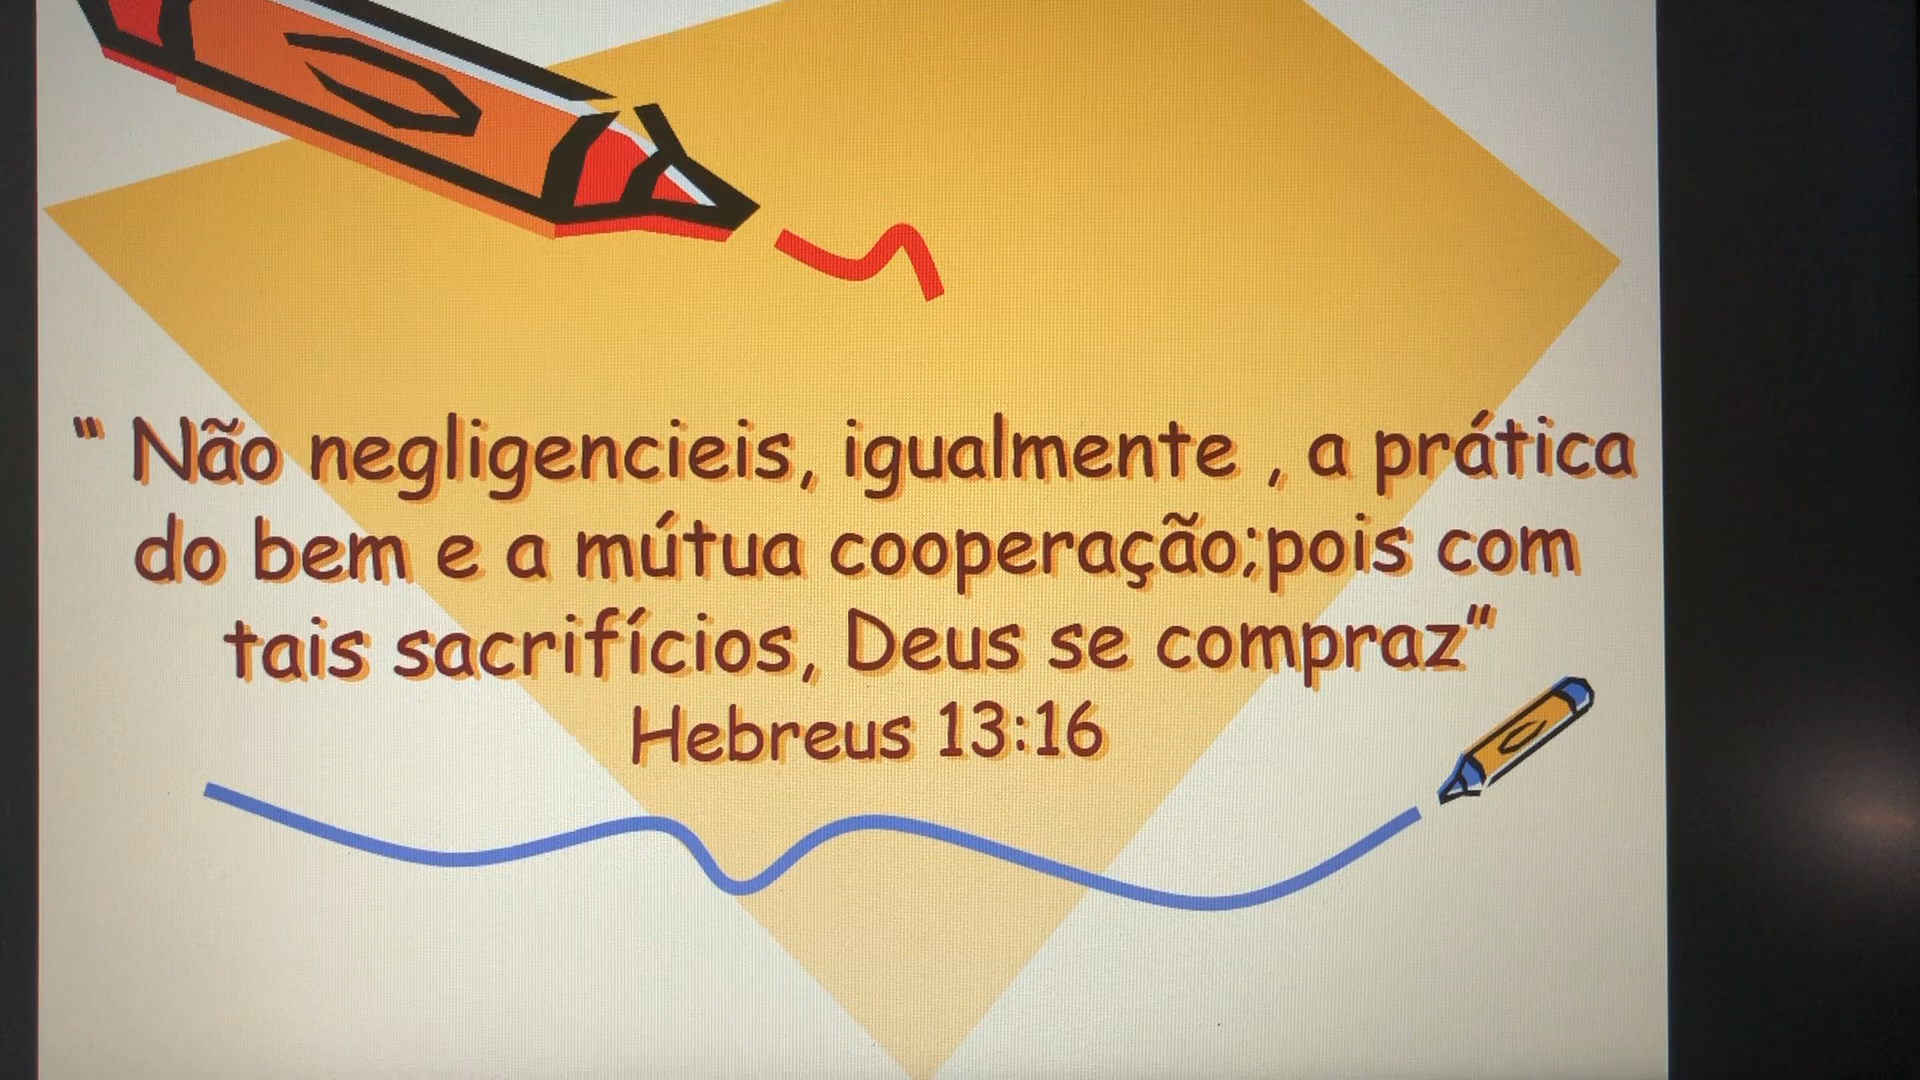 " Não negligencieis, igualmente , a prática
do bem e a mútua cooperação;pois com
tais sacrifícios, Deus se compraz"
Hebreus 13:16